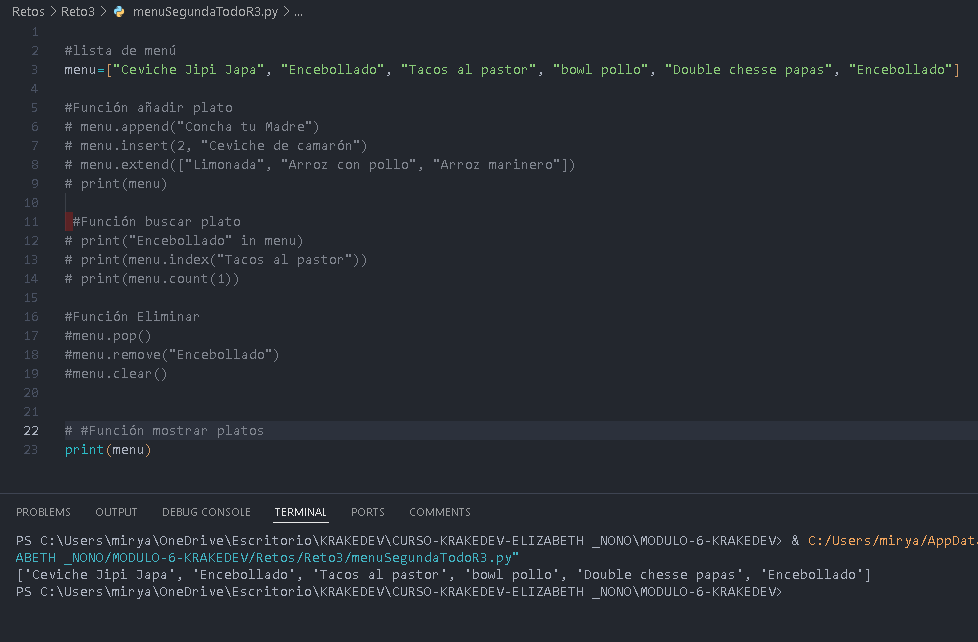 Retos > Reto3 > menuSegundaTodoR3.py > ...
1
2 #lista de menú
3 menu=["Ceviche Jipi Japa", "Encebollado", "Tacos al pastor", "bowl pollo", "Double chesse papas", "Encebollado"]
4
5 #Función añadir plato
6 # menu.append("Concha tu Madre")
7 # menu.insert(2, "Ceviche de camarón")
8 # menu.extend(["Limonada", "Arroz con pollo", "Arroz marinero"])
9 # print(menu)
10
11 #Función buscar plato
12 # print("Encebollado" in menu)
13 # print(menu.index("Tacos al pastor"))
14 # print(menu.count(1))
15
16 #Función Eliminar
17 #menu.pop()
18 #menu.remove("Encebollado")
19 #menu.clear()
20
21
22 # #Función mostrar platos
23 print(menu)
PROBLEMS OUTPUT DEBUG CONSOLE TERMINAL PORTS COMMENTS
PS C:\Users\mirya\OneDrive\Escritorio\KRAKEDEV\CURSO-KRAKEDEV-ELIZABETH _NONO\MODULO-6-KRAKEDEV> & C:/Users/mirya/AppDat
ABETH _NONO/MODULO-6-KRAKEDEV/Retos/Reto3/menuSegundaTodoR3.py"
['Ceviche Jipi Japa', 'Encebollado', 'Tacos al pastor', 'bowl pollo', 'Double chesse papas', 'Encebollado']
PS C:\Users\mirya\OneDrive\Escritorio\KRAKEDEV\CURSO-KRAKEDEV-ELIZABETH _NONO\MODULO-6-KRAKEDEV>